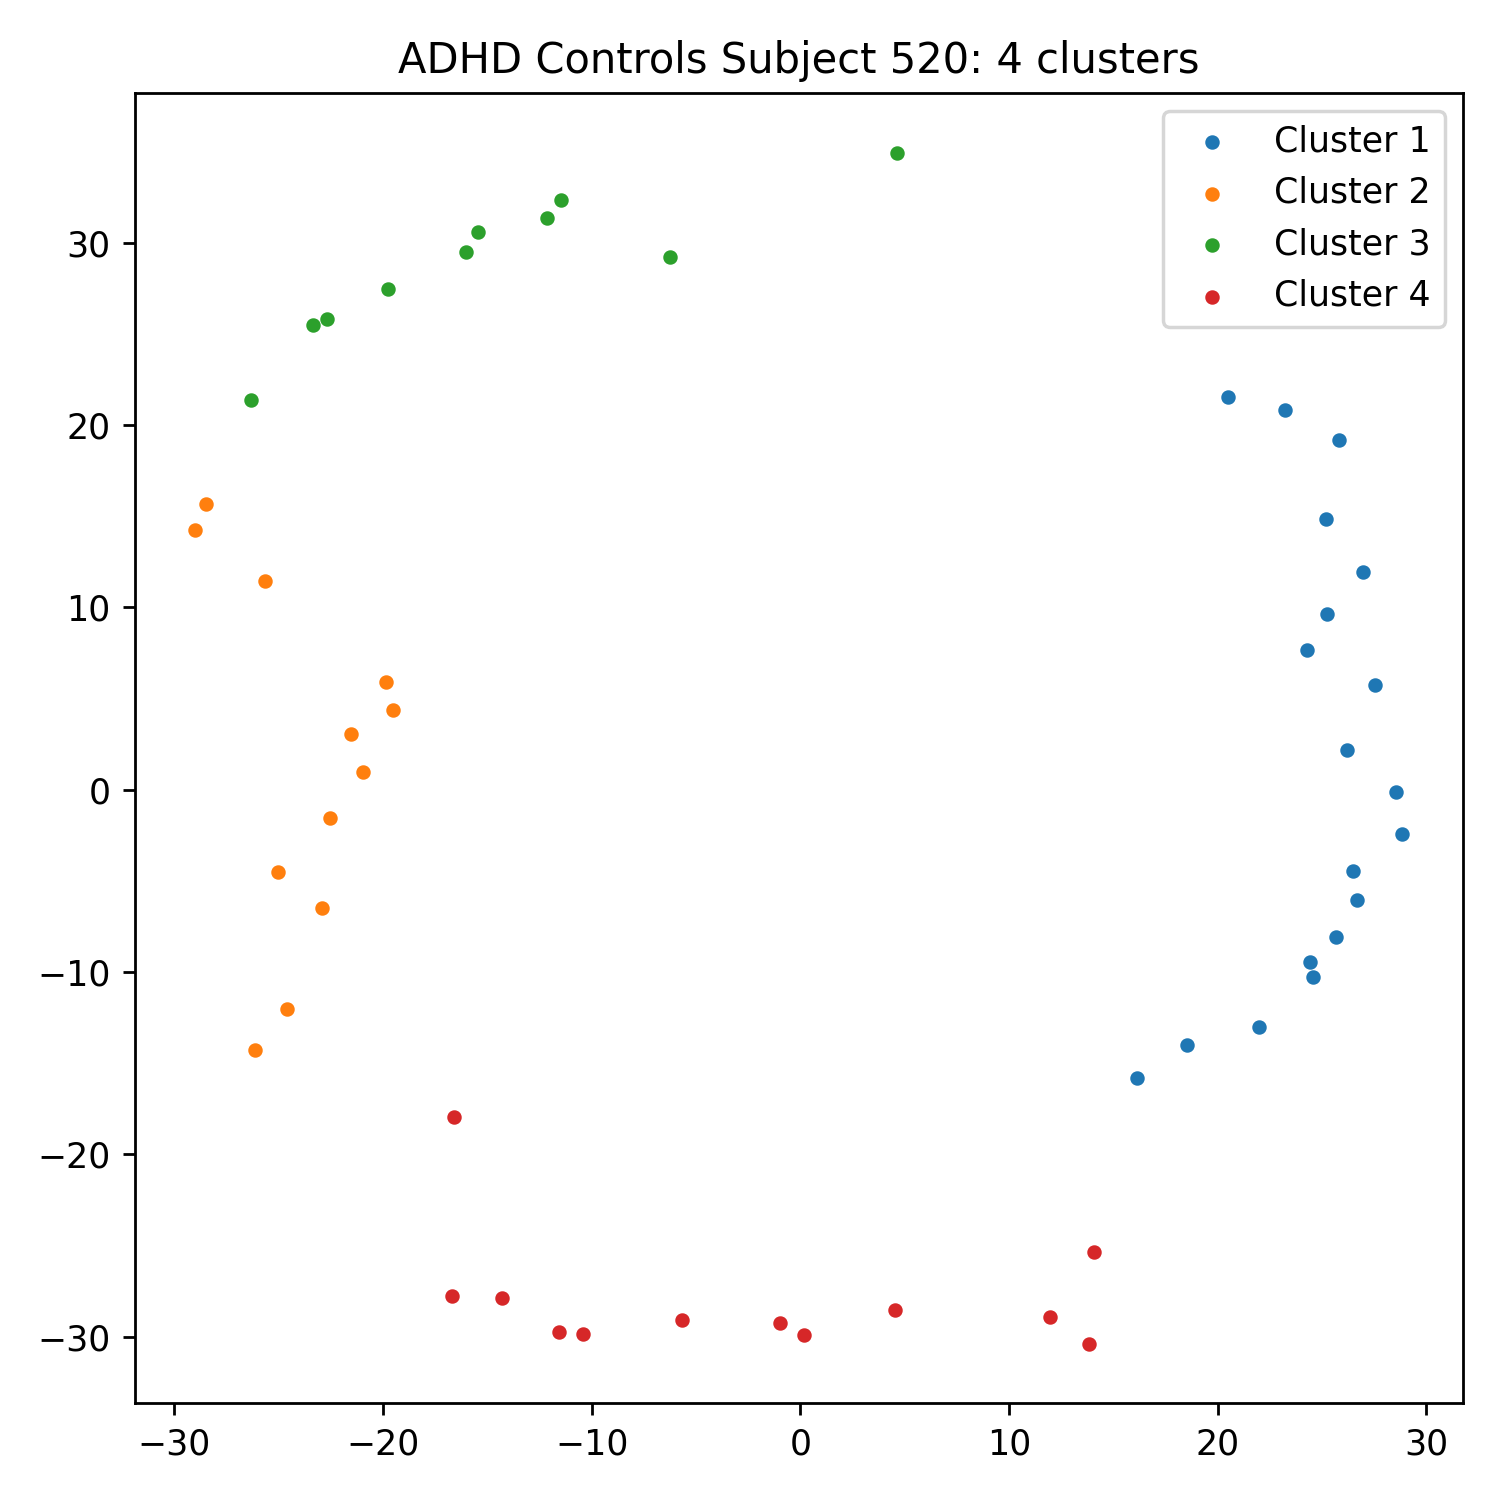 ADHD Controls Subject 520: 4 clusters
Cluster 1
Cluster 2
Cluster 3
Cluster 4
30
20
10
0
−10
−20
−30
−30 −20 −10 0 10 20 30